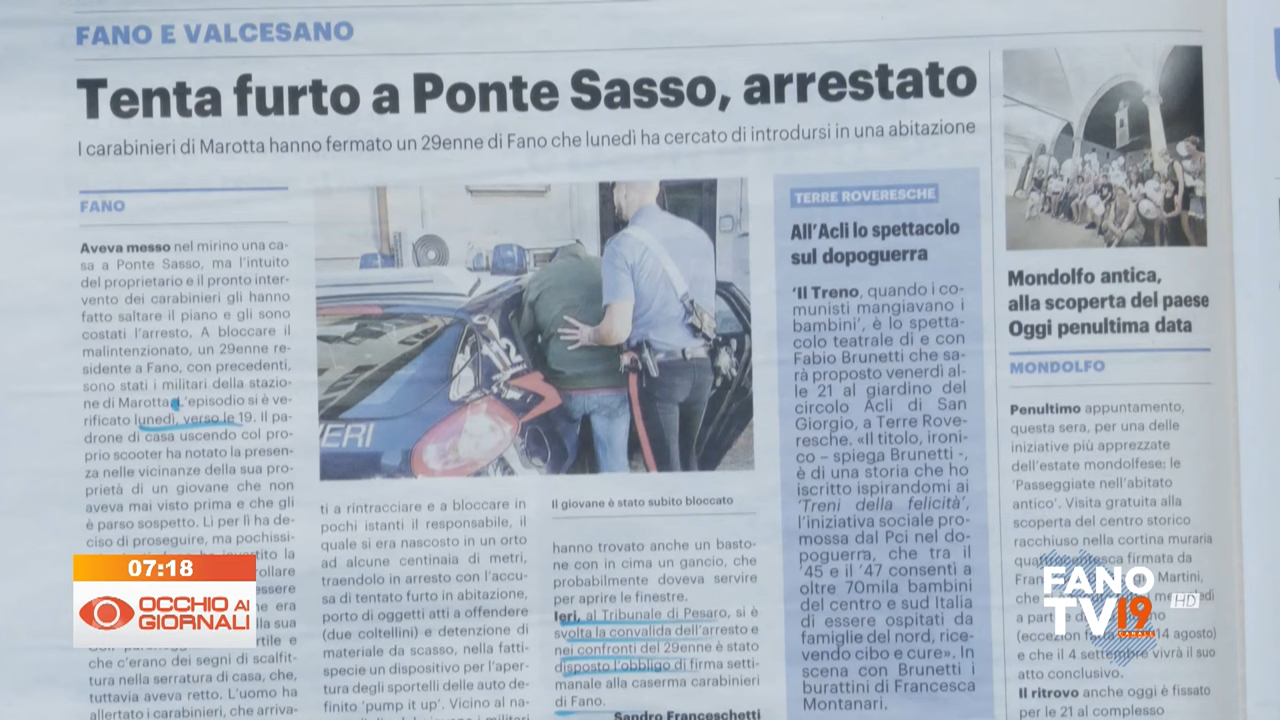 FANO E VALCESANO
Tenta furto a Ponte Sasso, arrestato
I carabinieri di Marotta hanno fermato un 29enne di Fano che lunedì ha cercato di introdursi in una abitazione
FANO
Aveva messo nel mirino una ca-
sa a Ponte Sasso, ma l'intuito
del proprietario e il pronto inter-
vento dei carabinieri gli hanno
fatto saltare il piano e gli sono
costati l'arresto. A bloccare il
malintenzionato, un 29enne re-
sidente a Fano, con precedenti,
sono stati i militari della stazio-
ne di Marotta. L'episodio si è ve-
rificato lunedì, verso le 19. Il pa-
drone di casa uscendo col pro-
prio scooter ha notato la presen-
za nelle vicinanze della sua pro-
prietà di un giovane che non
aveva mai visto prima e che gli
è parso sospetto. Lì per lì ha de-
ciso di proseguire, ma pochissi-
la
essere
era
la sua
e
che c'erano dei segni di scalfit-
tura nella serratura di casa, che,
tuttavia aveva retto. L'uomo ha
allertato i carabinieri, che arriva-
112
IERI
ti a rintracciare e a bloccare in
pochi istanti il responsabile, il
quale si era nascosto in un orto
ad alcune centinaia di metri,
traendolo in arresto con l'accu-
sa di tentato furto in abitazione,
porto di oggetti atti a offendere
(due coltellini) e detenzione di
materiale da scasso, nella fatti-
specie un dispositivo per l'aper-
tura degli sportelli delle auto de-
finito 'pump it up'. Vicino al na-
Il giovane è stato subito bloccato
hanno trovato anche un basto-
ne con in cima un gancio, che
probabilmente doveva servire
per aprire le finestre.
Ieri, al Tribunale di Pesaro, si è
svolta la convalida dell'arresto e
nei confronti del 29enne è stato
disposto l'obbligo di firma setti-
manale alla caserma carabinieri
di Fano.
Sandro Franceschetti
TERRE ROVERESCHE
All'Acli lo spettacolo
sul dopoguerra
'Il Treno, quando i co-
munisti mangiavano i
bambini', è lo spetta-
colo teatrale di e con
Fabio Brunetti che sa-
rà proposto venerdì al-
le 21 al giardino del
circolo Acli di San
Giorgio, a Terre Rove-
resche. «Il titolo, ironi-
co – spiega Brunetti -,
è di una storia che ho
iscritto ispirandomi ai
'Treni della felicità',
l'iniziativa sociale pro-
mossa dal Pci nel do-
poguerra, che tra il
'45 e il '47 consentì a
oltre 70mila bambini
del centro e sud Italia
di essere ospitati da
famiglie del nord, rice-
vendo cibo e cure». In
scena con Brunetti i
burattini di Francesca
Montanari.
Mondolfo antica,
alla scoperta del paese
Oggi penultima data
MONDOLFO
Penultimo appuntamento,
questa sera, per una delle
iniziative più apprezzate
dell'estate mondolfese: le
'Passeggiate nell'abitato
antico'. Visita gratuita alla
scoperta del centro storico
racchiuso nella cortina muraria
firmata da
Martini,
che
a
14 agosto)
e che il 4 settembre vivrà il suo
atto conclusivo.
Il ritrovo anche oggi è fissato
per le 21 al complesso
07:18
OCCHIO AI
GIORNALI
FANO
TV 19
CANALE
HD